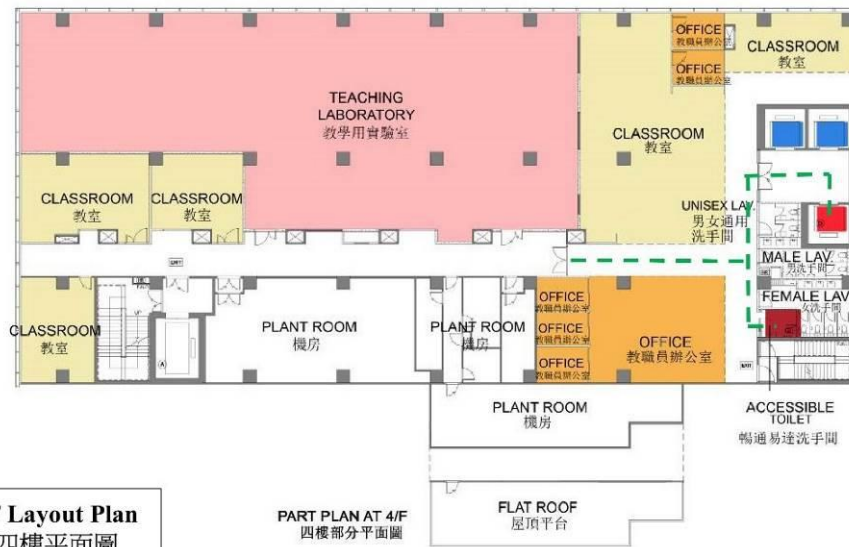 OFFICE
教職員辦公室
OFFICE
教職員辦公室
CLASSROOM
教室
TEACHING
LABORATORY
教學用實驗室
CLASSROOM
教室
CLASSROOM
教室
CLASSROOM
教室
UNISEX LAV.
男女通用
洗手間
MALE LAV.
男洗手間
FEMALE LAV.
女洗手間
CLASSROOM
教室
PLANT ROOM
機房
PLANT ROOM
機房
OFFICE
教職員辦公室
OFFICE
教職員辦公室
OFFICE
教職員辦公室
OFFICE
教職員辦公室
PLANT ROOM
機房
ACCESSIBLE
TOILET
暢通易達洗手間
FLAT ROOF
屋頂平台
PART PLAN AT 4/F
四樓部分平面圖
Layout Plan
四樓平面圖